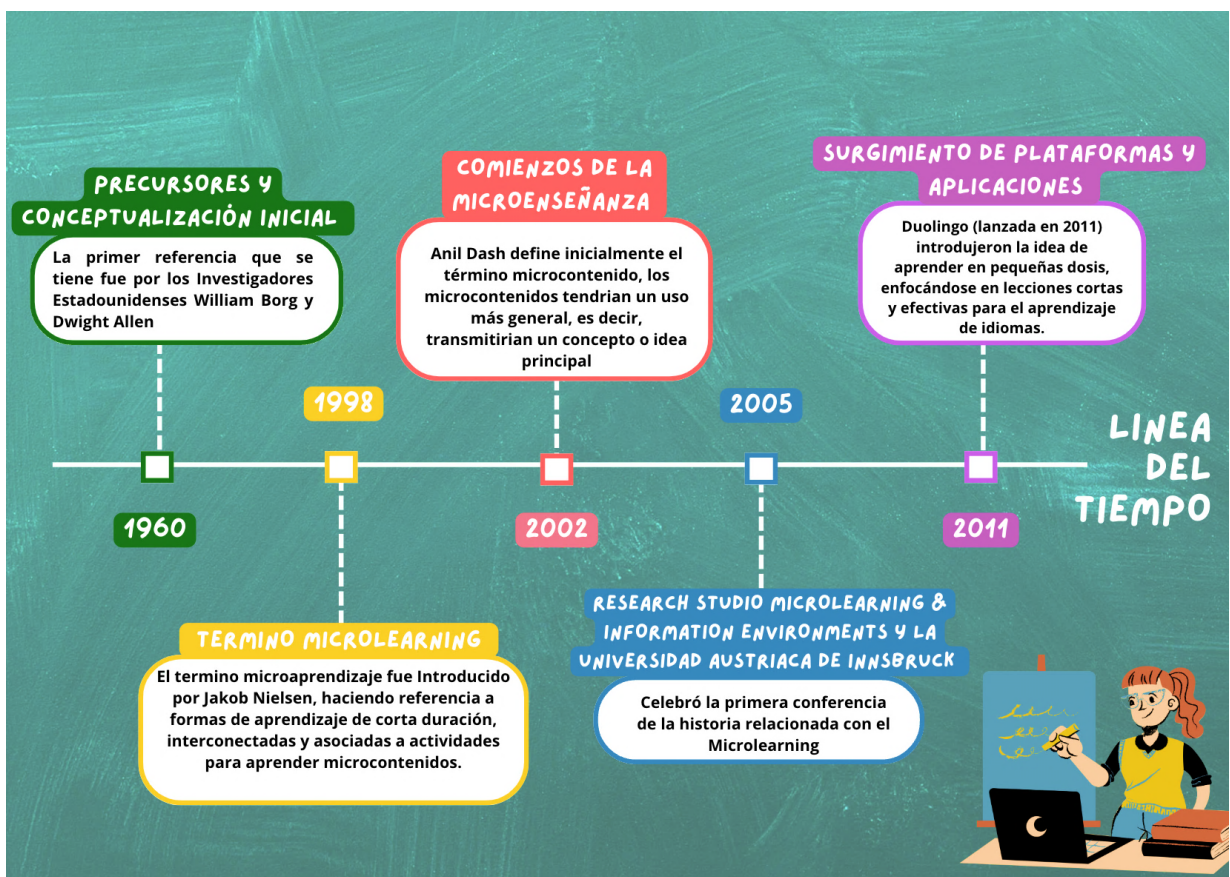 PRECURSORES Y
CONCEPTUALIZACIÓN INICIAL
La primer referencia que se
tiene fue por los Investigadores
Estadounidenses William Borg y
Dwight Allen
1960
1998
TERMINO MICROLEARNING
El termino microaprendizaje fue Introducido
por Jakob Nielsen, haciendo referencia a
formas de aprendizaje de corta duración,
interconectadas y asociadas a actividades
para aprender microcontenidos.
COMIENZOS DE LA
MICROENSEÑANZA
Anil Dash define inicialmente el
término microcontenido, los
microcontenidos tendrian un uso
más general, es decir,
transmitirian un concepto o idea
principal
2002
2005
RESEARCH STUDIO MICROLEARNING &
INFORMATION ENVIRONMENTS Y LA
UNIVERSIDAD AUSTRIACA DE INNSBRUCK
Celebró la primera conferencia
de la historia relacionada con el
Microlearning
SURGIMIENTO DE PLATAFORMAS Y
APLICACIONES
Duolingo (lanzada en 2011)
introdujeron la idea de
aprender en pequeñas dosis,
enfocándose en lecciones cortas
y efectivas para el aprendizaje
de idiomas.
2011
LINEA
DEL
TIEMPO